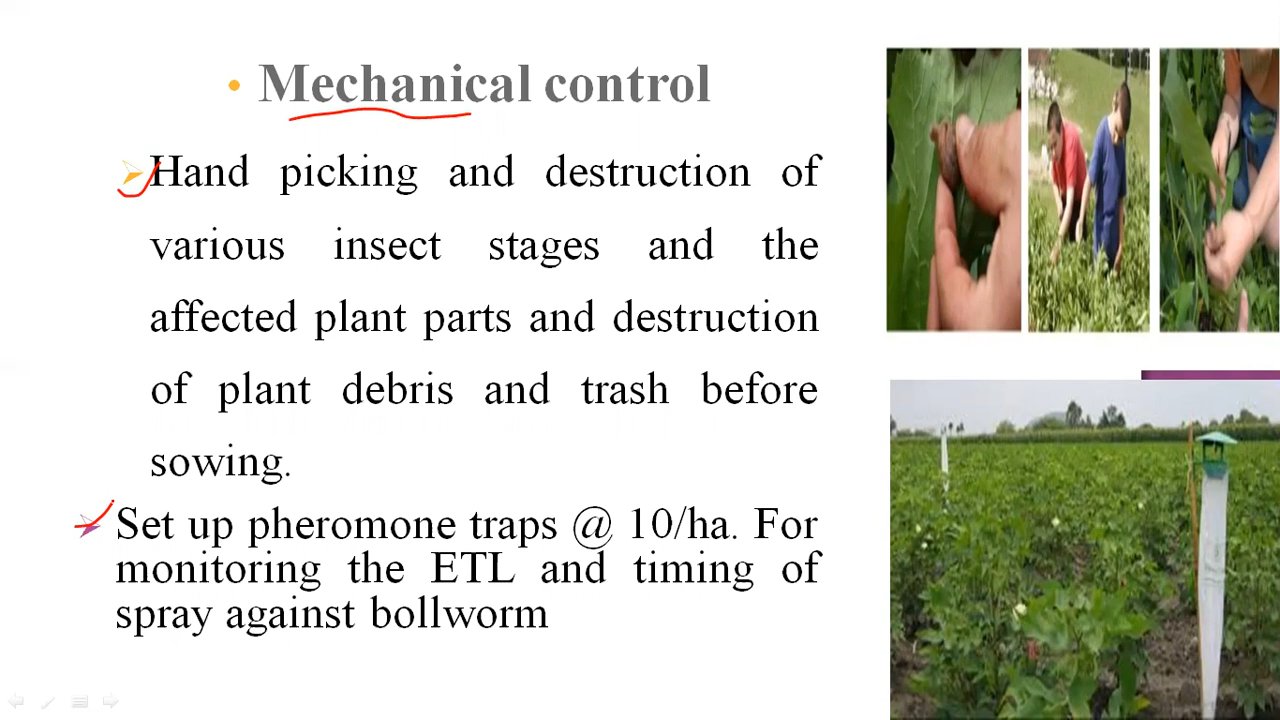 • Mechanical control
Hand picking and destruction of
various insect stages and the
affected plant parts and destruction
of plant debris and trash before
sowing.
Set up pheromone traps @ 10/ha. For
monitoring the ETL and timing of
spray against bollworm